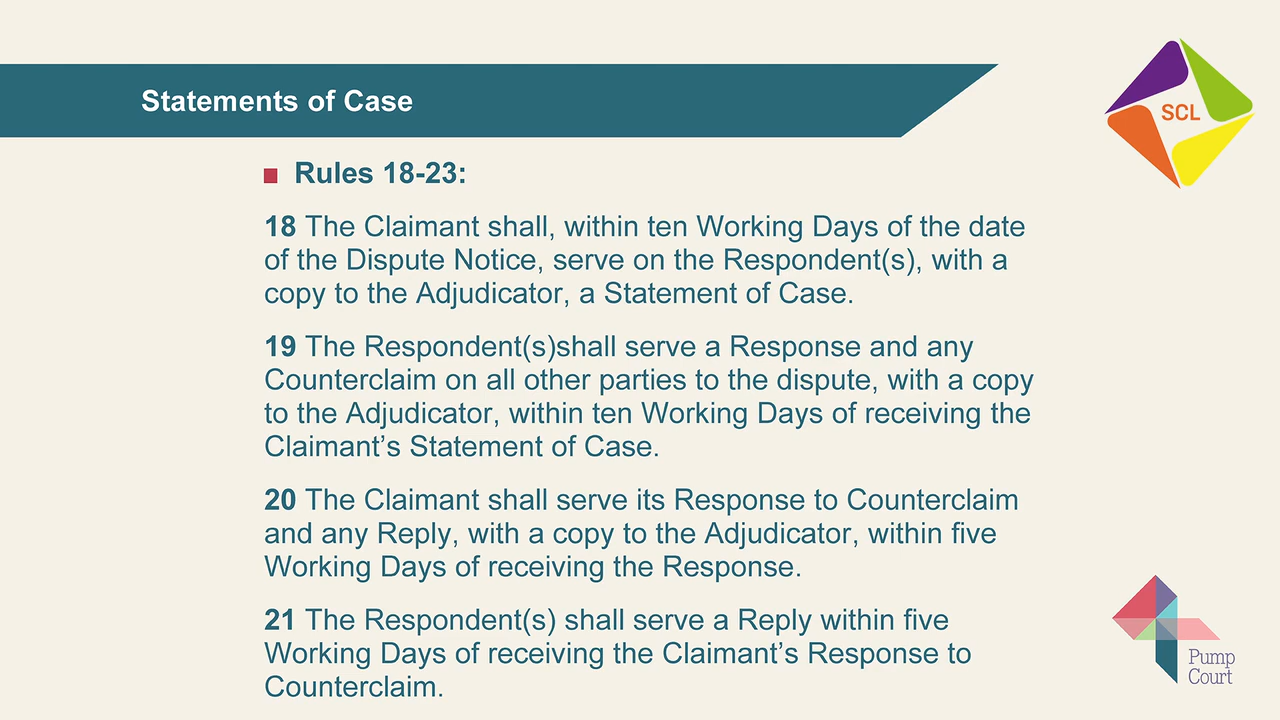 Statements of Case
SCL
Rules 18-23:
18 The Claimant shall, within ten Working Days of the date
of the Dispute Notice, serve on the Respondent(s), with a
copy to the Adjudicator, a Statement of Case.
19 The Respondent(s)shall serve a Response and any
Counterclaim on all other parties to the dispute, with a copy
to the Adjudicator, within ten Working Days of receiving the
Claimant’s Statement of Case.
20 The Claimant shall serve its Response to Counterclaim
and any Reply, with a copy to the Adjudicator, within five
Working Days of receiving the Response.
21 The Respondent(s) shall serve a Reply within five
Working Days of receiving the Claimant’s Response to
Counterclaim.
Pump
Court